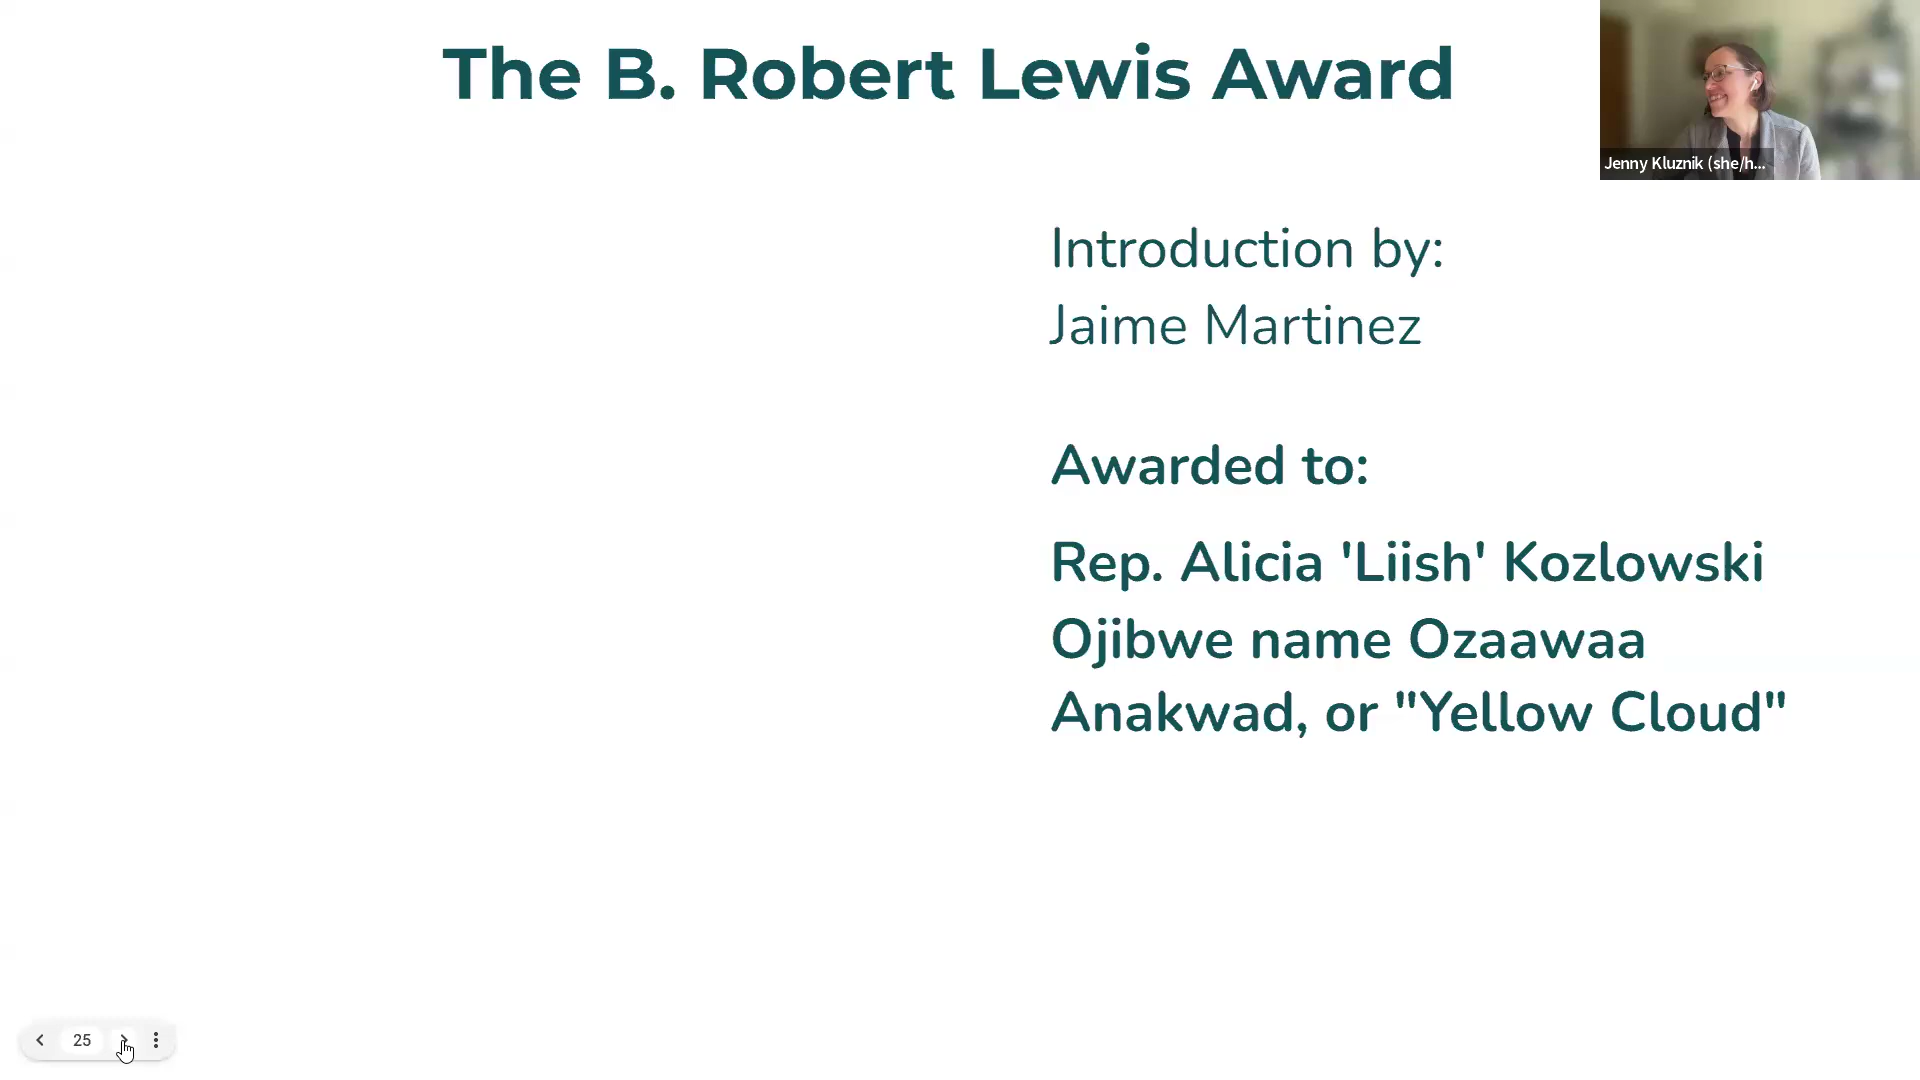 The B. Robert Lewis Award
Jenny Kluznik (she/h...
Introduction by:
Jaime Martinez
Awarded to:
Rep. Alicia 'Liish' Kozlowski
Ojibwe name Ozaawaa
Anakwad, or "Yellow Cloud"
25